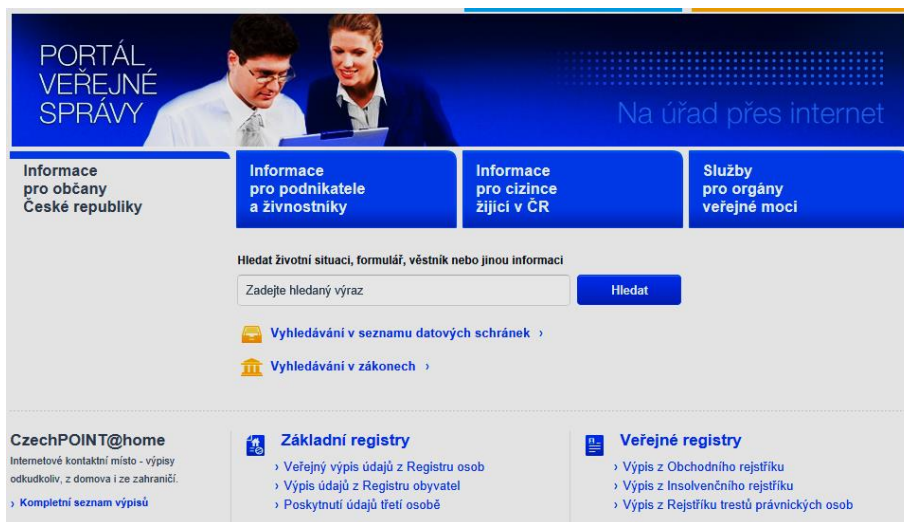 PORTÁL
VEŘEJNÉ
SPRÁVY
Na úřad přes internet
Informace
pro občany
České republiky
Informace
pro podnikatele
a živnostníky
Informace
pro cizince
žijící v ČR
Služby
pro orgány
veřejné moci
Hledat životní situaci, formulář, věstník nebo jinou informaci
Zadejte hledaný výraz
Hledat
Vyhledávání v seznamu datových schránek ›
Vyhledávání v zákonech ›
CzechPOINT@home
Internetové kontaktní místo - výpisy
odkudkoliv, z domova i ze zahraničí.
› Kompletní seznam výpisů
Základní registry
› Veřejný výpis údajů z Registru osob
› Výpis údajů z Registru obyvatel
› Poskytnutí údajů třetí osobě
Veřejné registry
› Výpis z Obchodního rejstříku
› Výpis z Insolvenčního rejstříku
› Výpis z Rejstříku trestů právnických osob